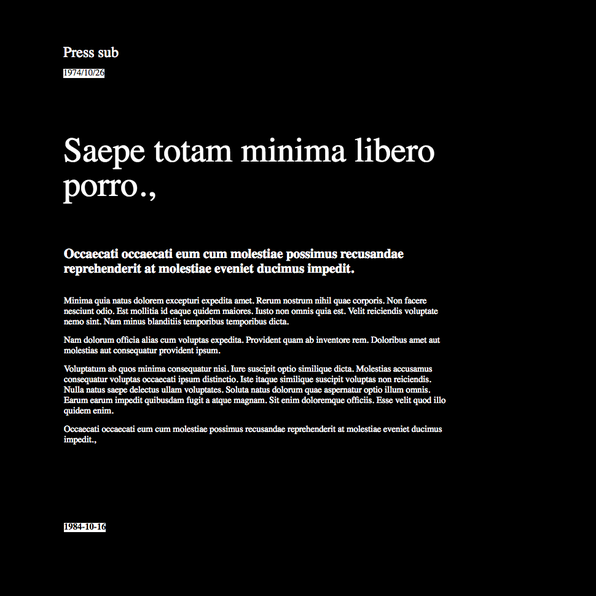 Press sub
1974/10/26
Saepe totam minima libero
porro.,
Occaecati occaecati eum cum molestiae possimus recusandae
reprehenderit at molestiae eveniet ducimus impedit.
Minima quia natus dolorem excepturi expedita amet. Rerum nostrum nihil quae corporis. Non facere
nesciunt odio. Est mollitia id eaque quidem maiores. Iusto non omnis quia est. Velit reiciendis voluptate
nemo sint. Nam minus blanditiis temporibus temporibus dicta.
Nam dolorum officia alias cum voluptas expedita. Provident quam ab inventore rem. Doloribus amet aut
molestias aut consequatur provident ipsum.
Voluptatum ab quos minima consequatur nisi. Iure suscipit optio similique dicta. Molestias accusamus
consequatur voluptas occaecati ipsum distinctio. Iste itaque similique suscipit voluptas non reiciendis.
Nulla natus saepe delectus ullam voluptates. Soluta natus dolorum quae aspernatur optio illum omnis.
Earum earum impedit quibusdam fugit a atque magnam. Sit enim doloremque officiis. Esse velit quod illo
quidem enim.
Occaecati occaecati eum cum molestiae possimus recusandae reprehenderit at molestiae eveniet ducimus
impedit.,
1984-10-16